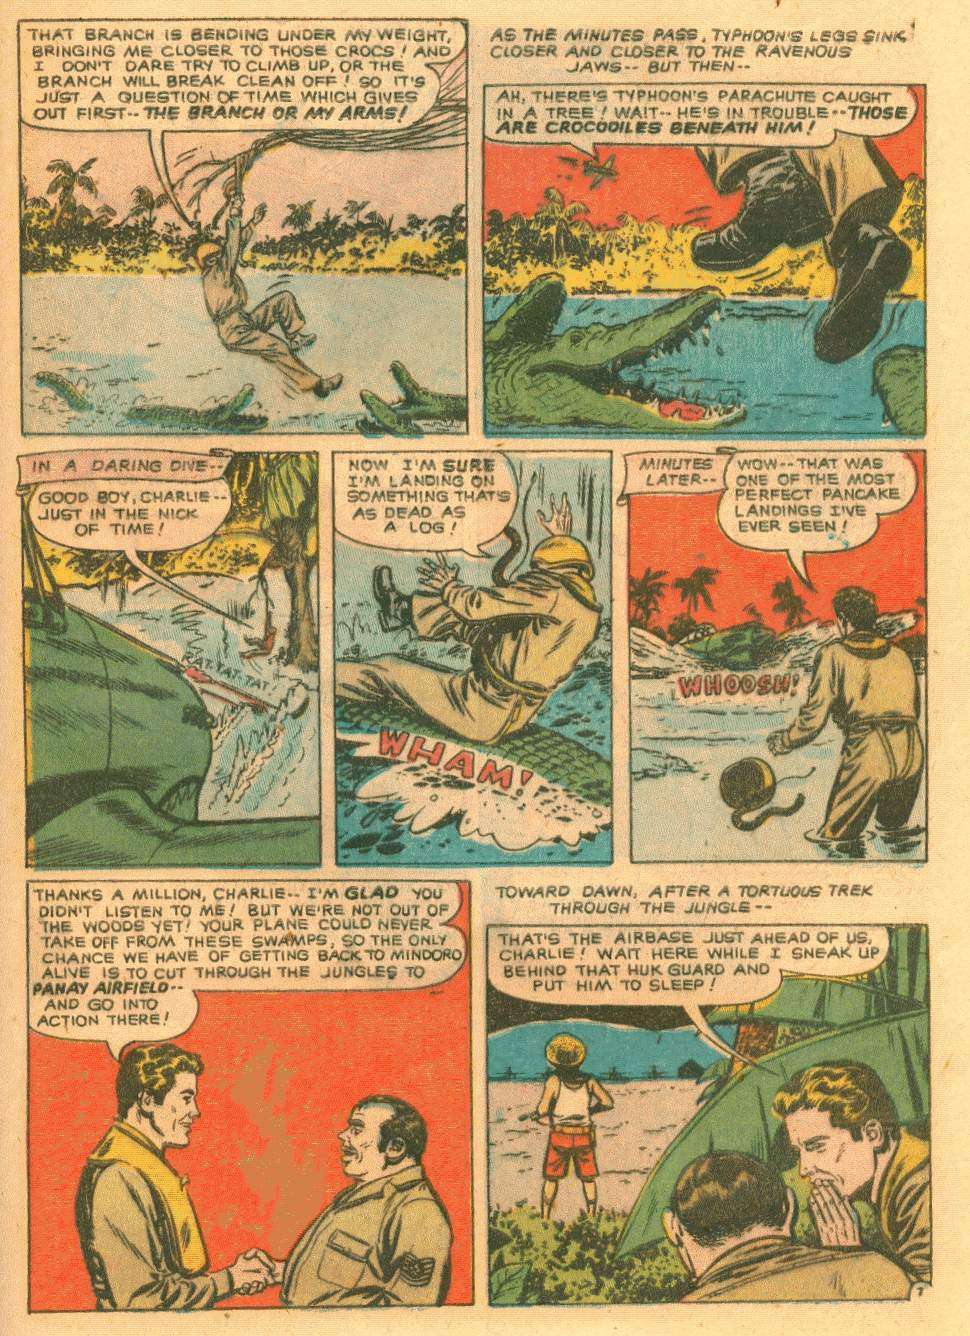 THAT BRANCH IS BENDING UNDER MY WEIGHT,
BRINGING ME CLOSER TO THOSE CROCS! AND
I DON'T DARE TRY TO CLIMB UP, OR THE
BRANCH WILL BREAK CLEAN OFF! SO IT'S
JUST A QUESTION OF TIME WHICH GIVES
OUT FIRST-- THE BRANCH OR MY ARMS!
AS THE MINUTES PASS, TYPHOON'S LEGS SINK
CLOSER AND CLOSER TO THE RAVENOUS
JAWS-- BUT THEN--
AH, THERE'S TYPHOON'S PARACHUTE CAUGHT
IN A TREE! WAIT-- HE'S IN TROUBLE-- THOSE
ARE CROCODILES BENEATH HIM!
IN A DARING DIVE--
GOOD BOY, CHARLIE--
JUST IN THE NICK
OF TIME!
RAT TAT TAT
NOW I'M SURE
I'M LANDING ON
SOMETHING THAT'S
AS DEAD AS
A LOG!
WHAM!
MINUTES
LATER--
WOW-- THAT WAS
ONE OF THE MOST
PERFECT PANCAKE
LANDINGS I'VE
EVER SEEN!
WHOOSH!
THANKS A MILLION, CHARLIE-- I'M GLAD YOU
DIDN'T LISTEN TO ME! BUT WE'RE NOT OUT OF
THE WOODS YET! YOUR PLANE COULD NEVER
TAKE OFF FROM THESE SWAMPS, SO THE ONLY
CHANCE WE HAVE OF GETTING BACK TO MINDORO
ALIVE IS TO CUT THROUGH THE JUNGLES TO
PANAY AIRFIELD--
AND GO INTO
ACTION THERE!
TOWARD DAWN, AFTER A TORTUOUS TREK
THROUGH THE JUNGLE--
THAT'S THE AIRBASE JUST AHEAD OF US,
CHARLIE! WAIT HERE WHILE I SNEAK UP
BEHIND THAT HUK GUARD AND
PUT HIM TO SLEEP!
7